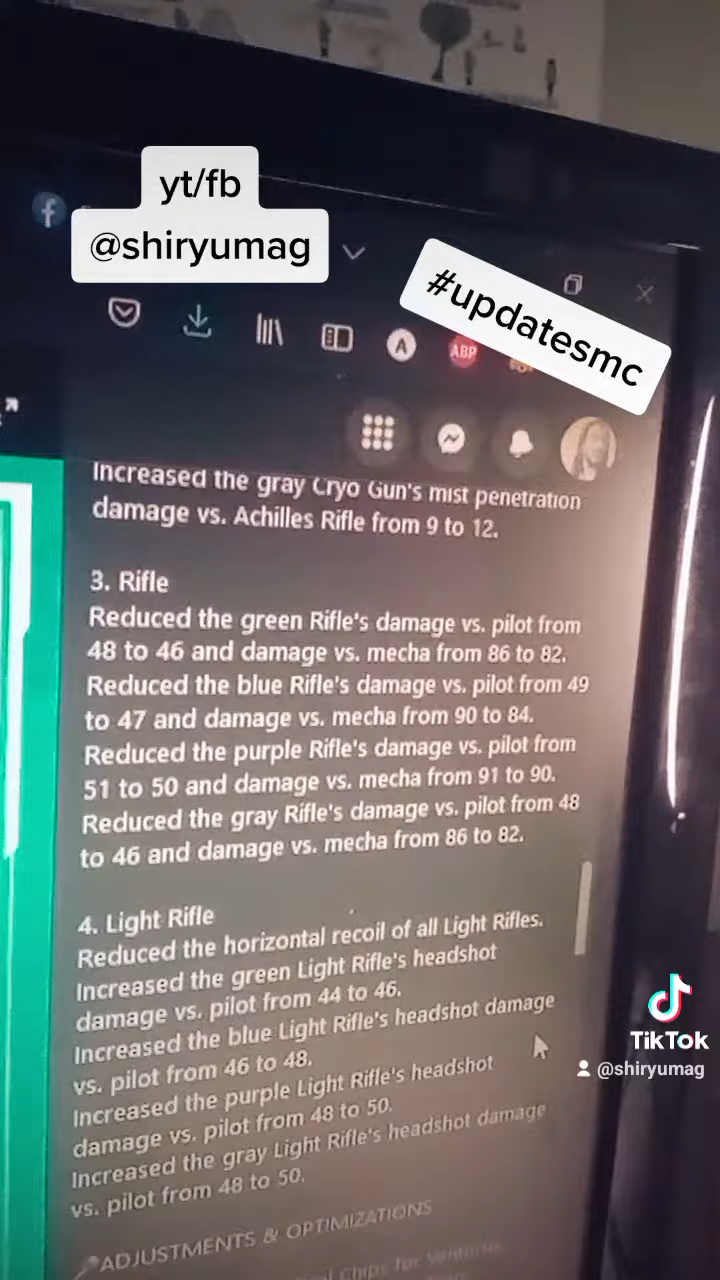 yt/fb
@shiryumag
#updatesmc
A
ABP
Increased the gray Cryo Gun's mist penetration
damage vs. Achilles Rifle from 9 to 12.
3. Rifle
Reduced the green Rifle's damage vs. pilot from
48 to 46 and damage vs. mecha from 86 to 82.
Reduced the blue Rifle's damage vs. pilot from 49
to 47 and damage vs. mecha from 90 to 84.
Reduced the purple Rifle's damage vs. pilot from
51 to 50 and damage vs. mecha from 91 to 90.
Reduced the gray Rifle's damage vs. pilot from 48
to 46 and damage vs. mecha from 86 to 82.
4. Light Rifle
Reduced the horizontal recoil of all Light Rifles.
Increased the green Light Rifle's headshot
damage vs. pilot from 44 to 46.
Increased the blue Light Rifle's headshot damage
vs. pilot from 46 to 48.
Increased the purple Light Rifle's headshot
damage vs. pilot from 48 to 50.
Increased the gray Light Rifle's headshot damage
vs. pilot from 48 to 50.
ADJUSTMENTS & OPTIMIZATIONS
Chips for
TikTok
@shiryumag